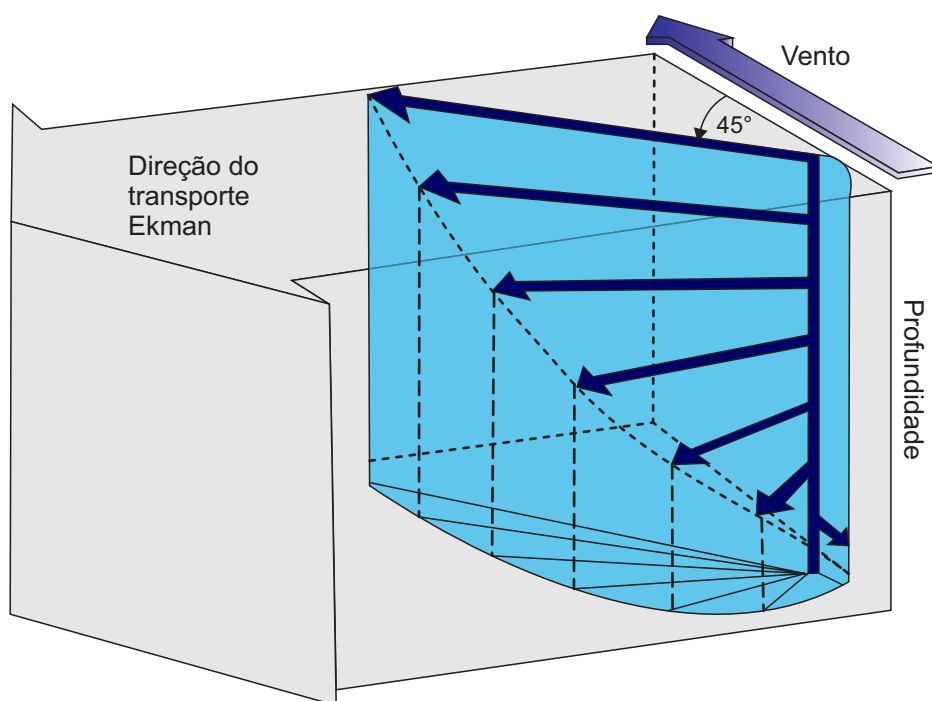 Vento
45°
Direção do
transporte
Ekman
Profundidade